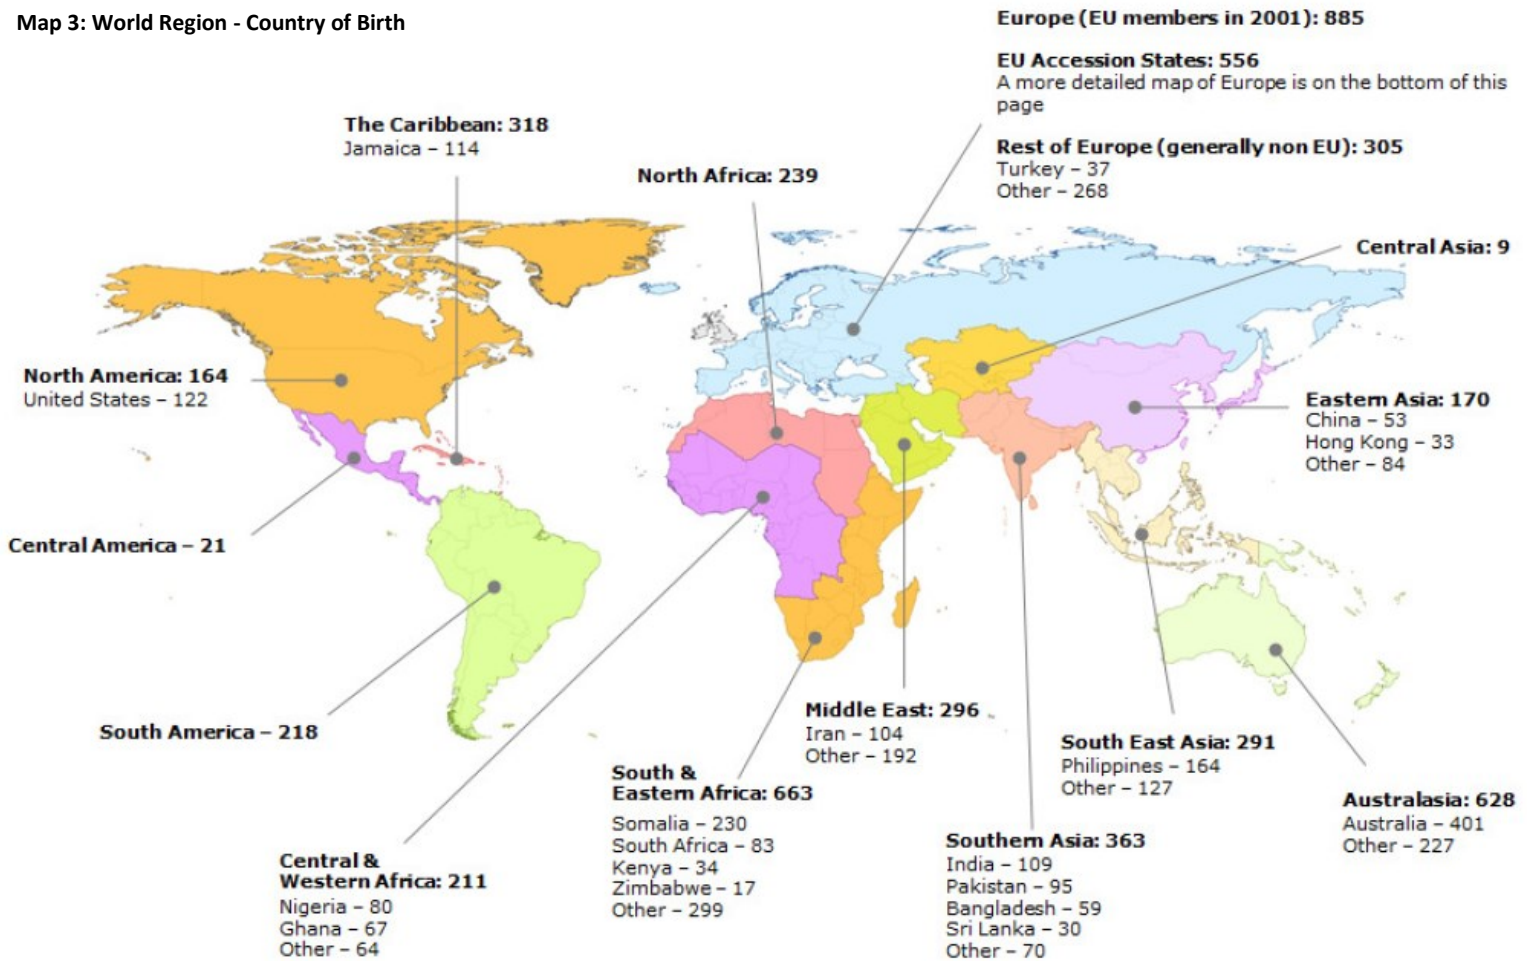 Map 3: World Region - Country of Birth
Europe (EU members in 2001): 885
EU Accession States: 556
A more detailed map of Europe is on the bottom of this
page
Rest of Europe (generally non EU): 305
Turkey – 37
Other – 268
The Caribbean: 318
Jamaica – 114
North Africa: 239
Central Asia: 9
North America: 164
United States – 122
Eastern Asia: 170
China – 53
Hong Kong – 33
Other – 84
Central America – 21
South America – 218
Middle East: 296
Iran – 104
Other – 192
South East Asia: 291
Philippines – 164
Other – 127
South &
Eastern Africa: 663
Somalia – 230
South Africa – 83
Kenya – 34
Zimbabwe – 17
Other – 299
Australasia: 628
Australia – 401
Other – 227
Southern Asia: 363
India – 109
Pakistan – 95
Bangladesh – 59
Sri Lanka – 30
Other – 70
Central &
Western Africa: 211
Nigeria – 80
Ghana – 67
Other – 64